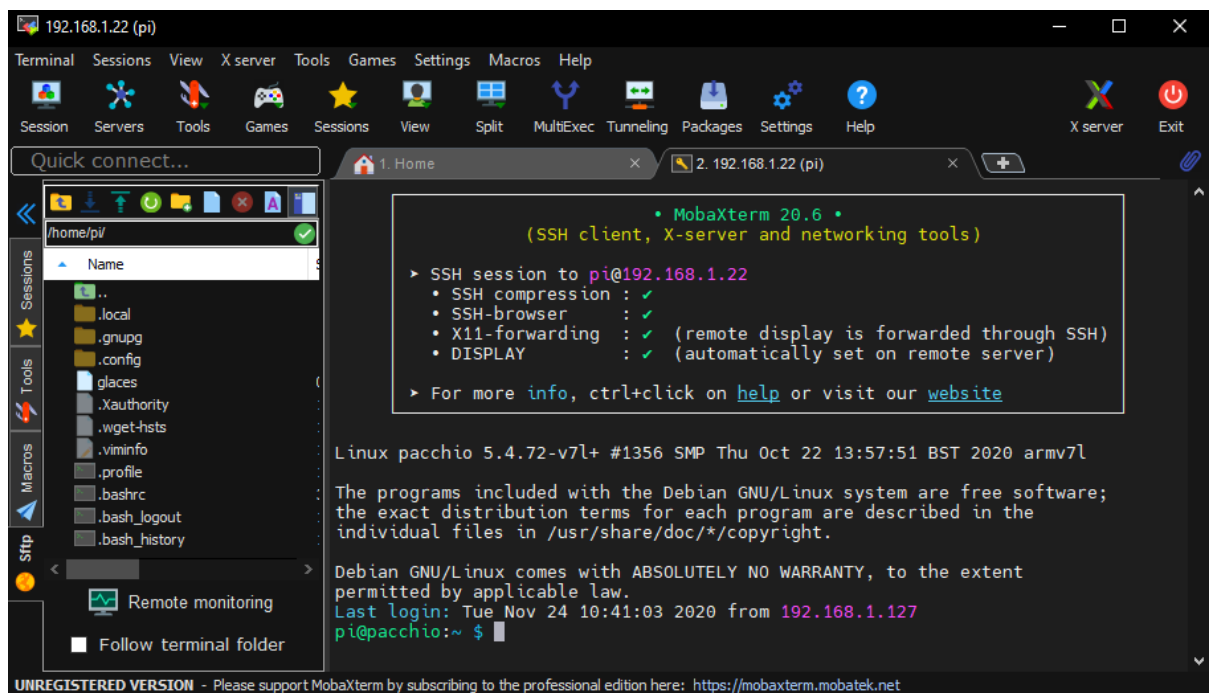 192.168.1.22 (pi)
Terminal Sessions View X server Tools Games Settings Macros Help
Session Servers Tools Games Sessions View Split MultiExec Tunneling Packages Settings Help X server Exit
Quick connect...
1. Home
2. 192.168.1.22 (pi)
/home/pi/
Name
..
.local
.gnupg
.config
glaces
.Xauthority
.wget-hsts
.viminfo
.profile
.bashrc
.bash_logout
.bash_history
Sessions
Tools
Macros
Sftp
Remote monitoring
Follow terminal folder
• MobaXterm 20.6 •
(SSH client, X-server and networking tools)
➤ SSH session to pi@192.168.1.22
• SSH compression : ✔
• SSH-browser : ✔
• X11-forwarding : ✔ (remote display is forwarded through SSH)
• DISPLAY : ✔ (automatically set on remote server)
➤ For more info, ctrl+click on help or visit our website
Linux pacchio 5.4.72-v7l+ #1356 SMP Thu Oct 22 13:57:51 BST 2020 armv7l
The programs included with the Debian GNU/Linux system are free software;
the exact distribution terms for each program are described in the
individual files in /usr/share/doc/*/copyright.
Debian GNU/Linux comes with ABSOLUTELY NO WARRANTY, to the extent
permitted by applicable law.
Last login: Tue Nov 24 10:41:03 2020 from 192.168.1.127
pi@pacchio:~ $
UNREGISTERED VERSION - Please support MobaXterm by subscribing to the professional edition here: https://mobaxterm.mobatek.net